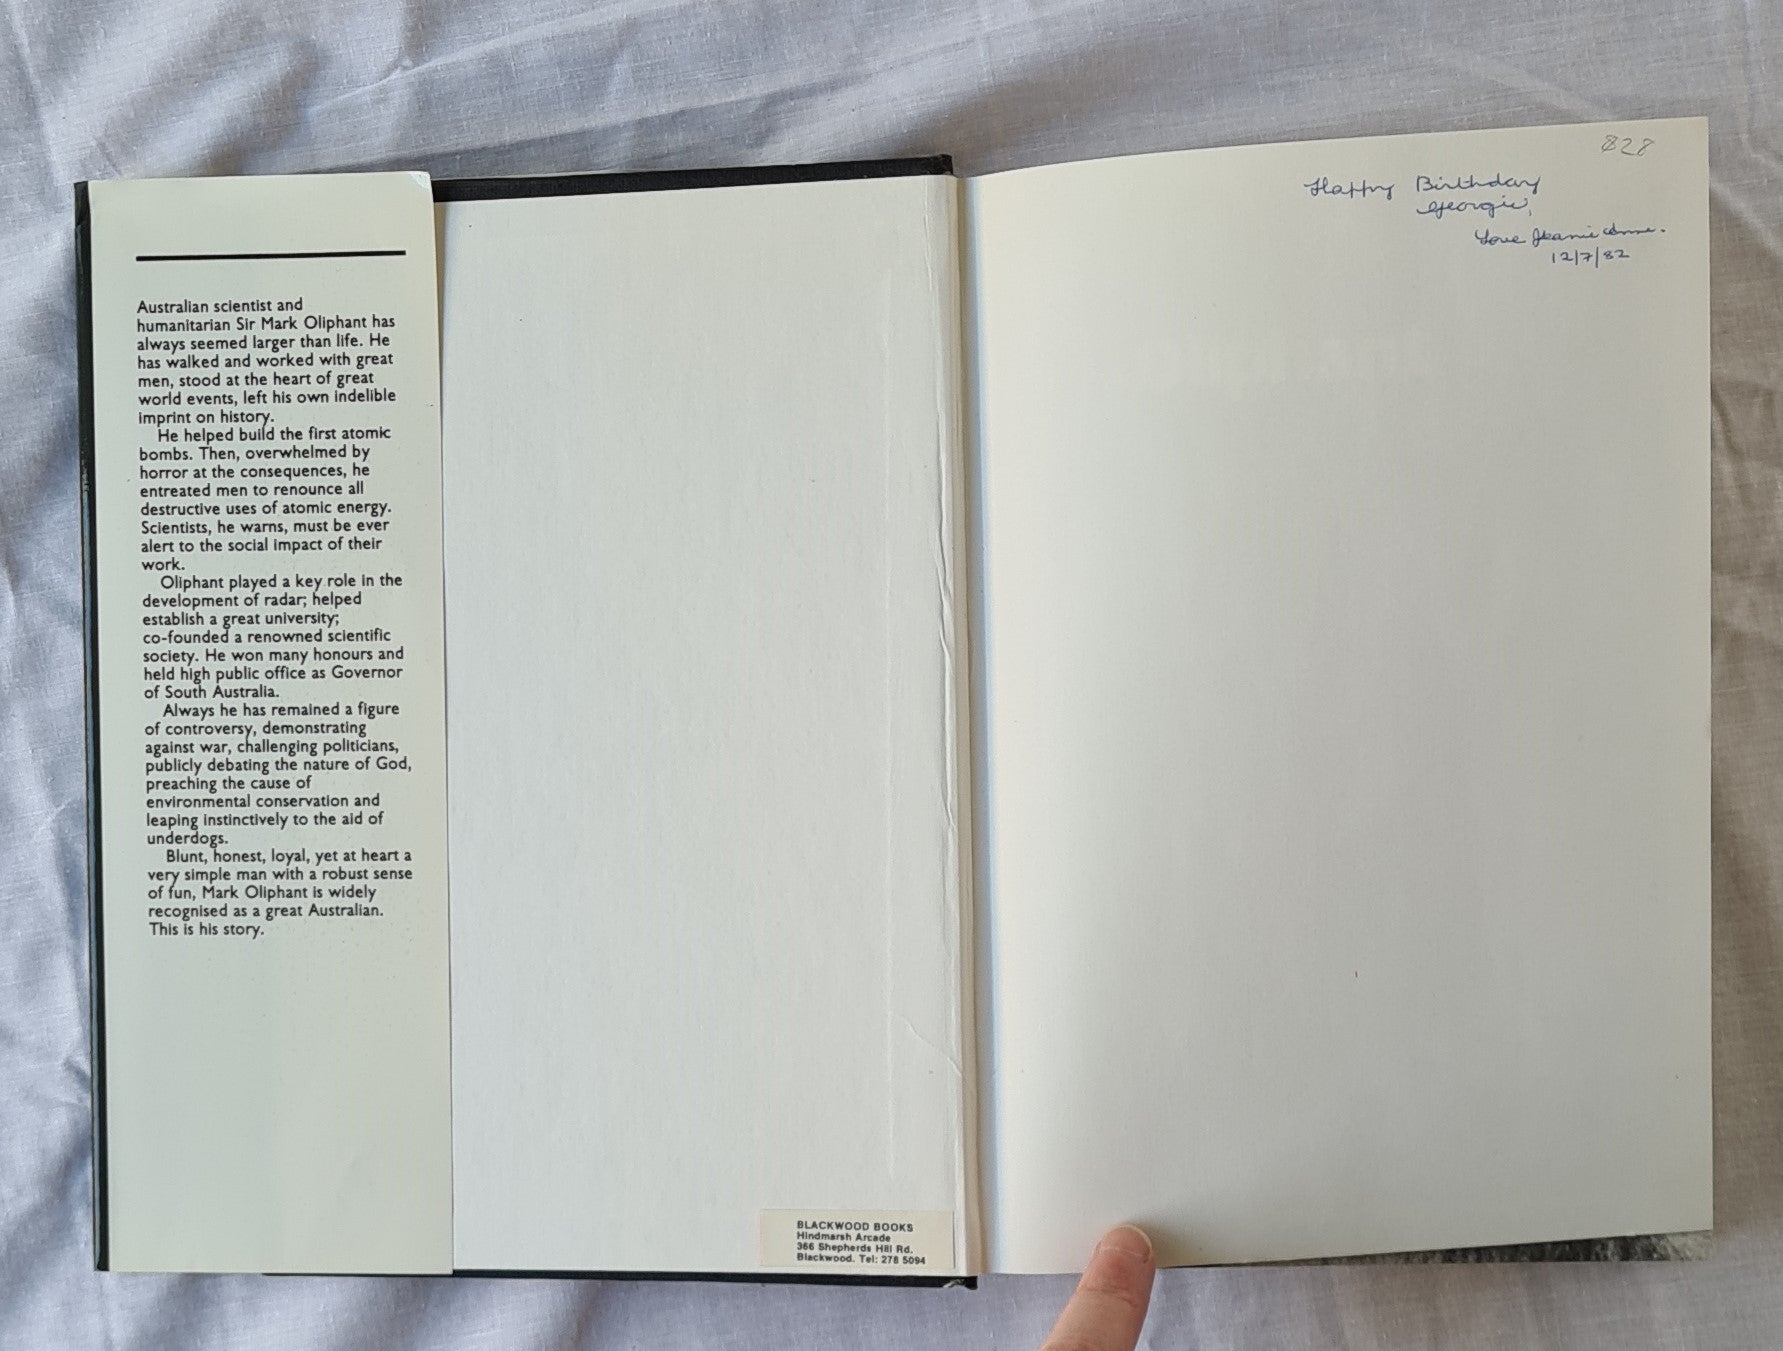 Australian scientist and
humanitarian Sir Mark Oliphant has
always seemed larger than life. He
has walked and worked with great
men, stood at the heart of great
world events, left his own indelible
imprint on history.
He helped build the first atomic
bombs. Then, overwhelmed by
horror at the consequences, he
entreated men to renounce all
destructive uses of atomic energy.
Scientists, he warns, must be ever
alert to the social impact of their
work.
Oliphant played a key role in the
development of radar; helped
establish a great university;
co-founded a renowned scientific
society. He won many honours and
held high public office as Governor
of South Australia.
Always he has remained a figure
of controversy, demonstrating
against war, challenging politicians,
publicly debating the nature of God,
preaching the cause of
environmental conservation and
leaping instinctively to the aid of
underdogs.
Blunt, honest, loyal, yet at heart a
very simple man with a robust sense
of fun, Mark Oliphant is widely
recognised as a great Australian.
This is his story.
BLACKWOOD BOOKS
Hindmarsh Arcade
366 Shepherds Hill Rd.
Blackwood. Tel: 278 5094
828
Happy Birthday
Georgie,
Love Jeanie
12/7/82